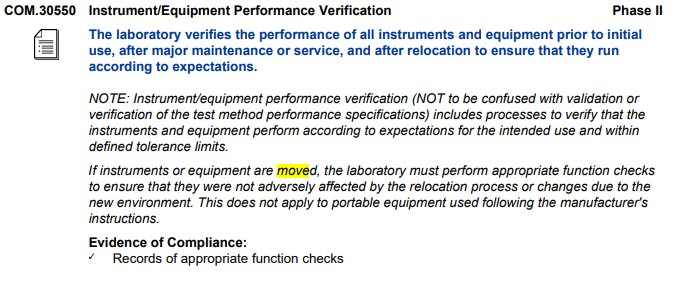 COM.30550 Instrument/Equipment Performance Verification Phase II
The laboratory verifies the performance of all instruments and equipment prior to initial
use, after major maintenance or service, and after relocation to ensure that they run
according to expectations.
NOTE: Instrument/equipment performance verification (NOT to be confused with validation or
verification of the test method performance specifications) includes processes to verify that the
instruments and equipment perform according to expectations for the intended use and within
defined tolerance limits.
If instruments or equipment are moved, the laboratory must perform appropriate function checks
to ensure that they were not adversely affected by the relocation process or changes due to the
new environment. This does not apply to portable equipment used following the manufacturer's
instructions.
Evidence of Compliance:
✓ Records of appropriate function checks